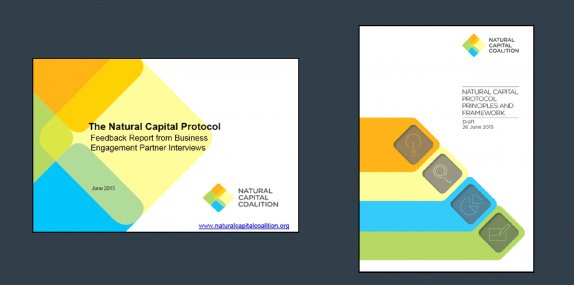 The Natural Capital Protocol
Feedback Report from Business
Engagement Partner Interviews
June 2015
NATURAL
CAPITAL
COALITION
www.naturalcapitalcoalition.org
NATURAL
CAPITAL
COALITION
NATURAL CAPITAL
PROTOCOL
PRINCIPLES AND
FRAMEWORK
Draft
26 June 2015